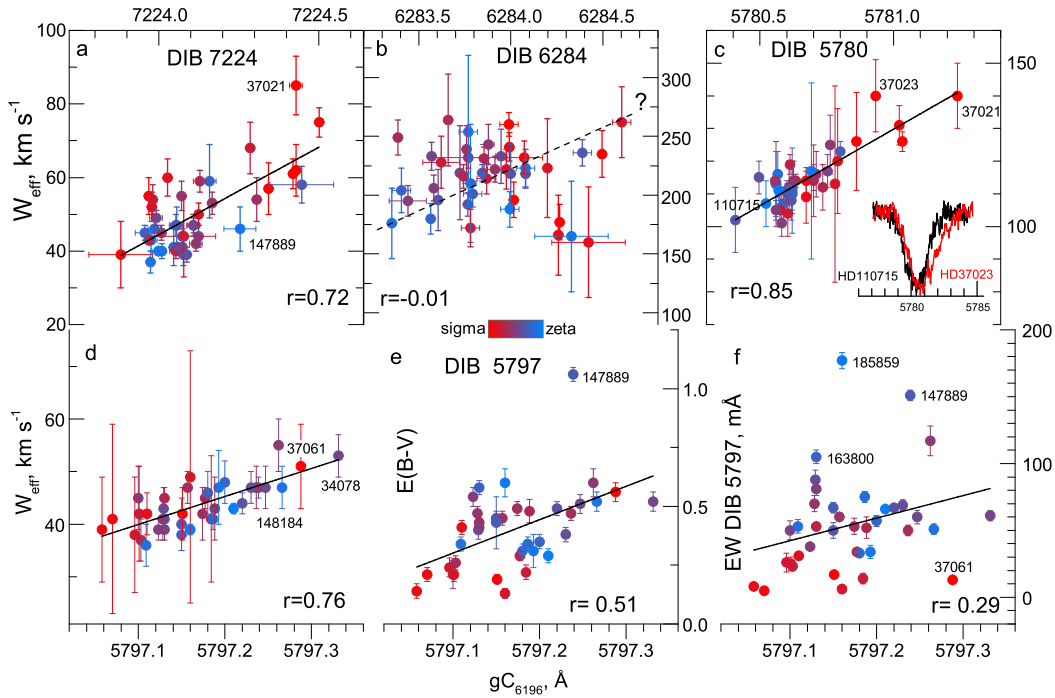 7224.0 7224.5 6283.5 6284.0 6284.5 5780.5 5781.0
100
80
60
40
20
W_eff, km s⁻¹
a
DIB 7224
37021
147889
r=0.72
b
DIB 6284
?
r=-0.01
300
250
200
150
100
c
DIB 5780
37023
37021
110715
HD110715
HD37023
5780 5785
r=0.85
150
100
sigma zeta
60
40
W_eff, km s⁻¹
d
37061
34078
148184
r=0.76
e
DIB 5797
147889
E(B-V)
r= 0.51
1.0
0.5
0.0
f
185859
147889
163800
37061
EW DIB 5797, mÅ
r= 0.29
200
100
0
5797.1 5797.2 5797.3 5797.1 5797.2 5797.3 5797.1 5797.2 5797.3
gC₆₁₉₆, Å